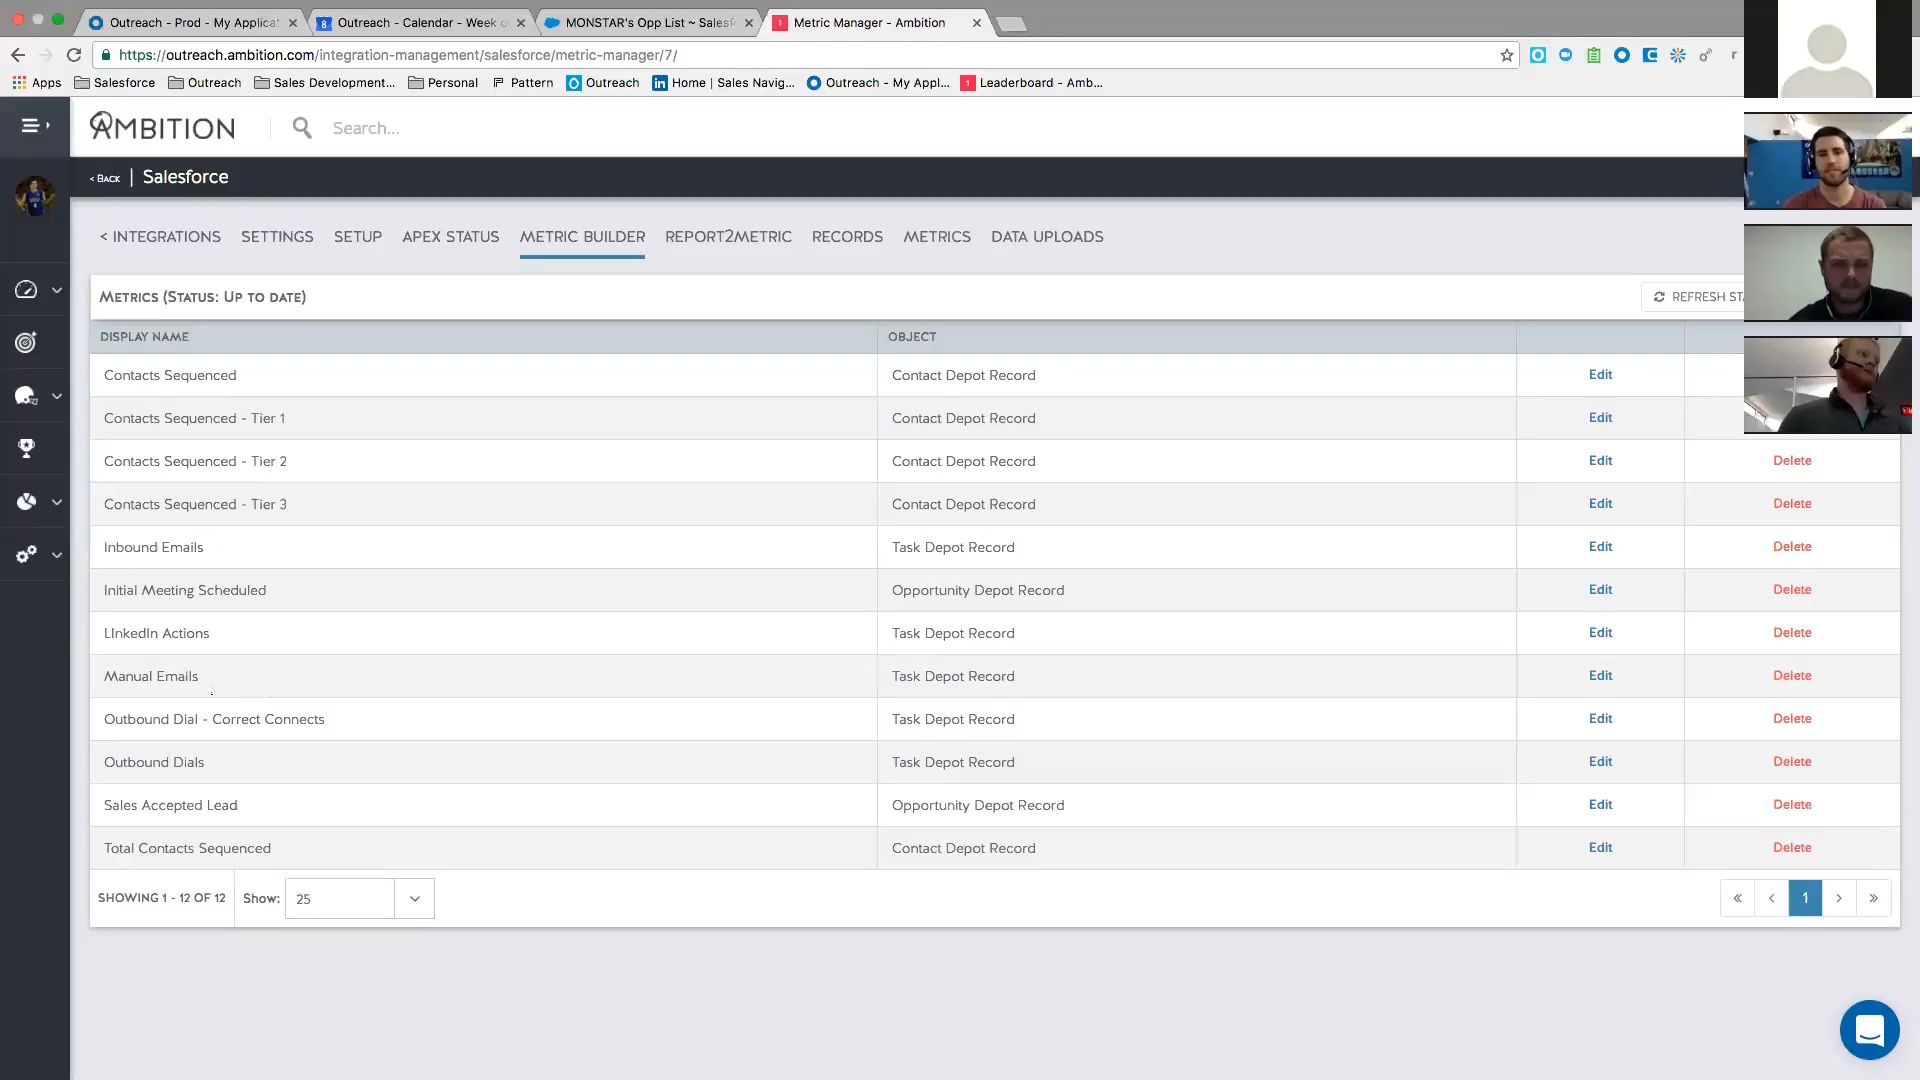 Outreach - Prod - My Applica
Outreach - Calendar - Week o
MONSTAR's Opp List ~ Salesf
Metric Manager - Ambition
https://outreach.ambition.com/integration-management/salesforce/metric-manager/7/
Apps
Salesforce
Outreach
Sales Development...
Personal
Pattern
Outreach
Home | Sales Navig...
Outreach - My Appl...
Leaderboard - Amb...
AMBITION
Search...
< BACK | Salesforce
< INTEGRATIONS
SETTINGS
SETUP
APEX STATUS
METRIC BUILDER
REPORT2METRIC
RECORDS
METRICS
DATA UPLOADS
METRICS (STATUS: UP TO DATE)
REFRESH STA
DISPLAY NAME OBJECT
Contacts Sequenced Contact Depot Record Edit
Contacts Sequenced - Tier 1 Contact Depot Record Edit
Contacts Sequenced - Tier 2 Contact Depot Record Edit Delete
Contacts Sequenced - Tier 3 Contact Depot Record Edit Delete
Inbound Emails Task Depot Record Edit Delete
Initial Meeting Scheduled Opportunity Depot Record Edit Delete
LInkedIn Actions Task Depot Record Edit Delete
Manual Emails Task Depot Record Edit Delete
Outbound Dial - Correct Connects Task Depot Record Edit Delete
Outbound Dials Task Depot Record Edit Delete
Sales Accepted Lead Opportunity Depot Record Edit Delete
Total Contacts Sequenced Contact Depot Record Edit Delete
SHOWING 1 - 12 OF 12 Show: 25 « < 1 > »